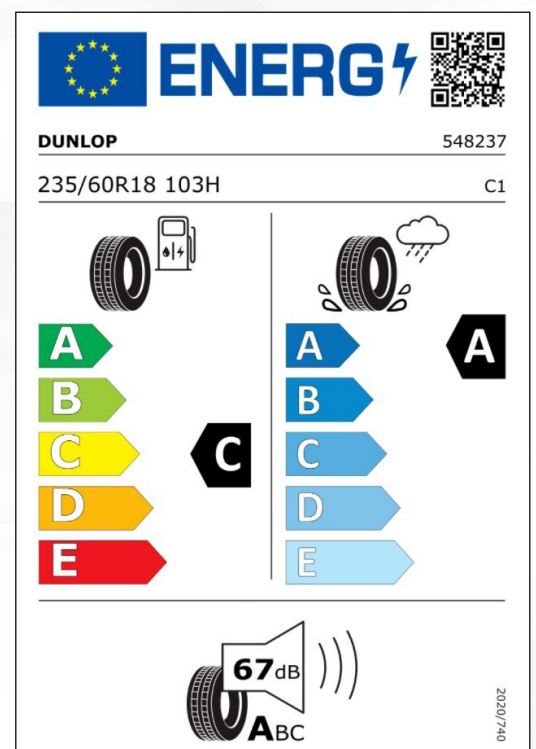 ENERG
DUNLOP 548237
235/60R18 103H C1
A A A
B B
C C C
D D
E E
67dB
ABC
2020/740